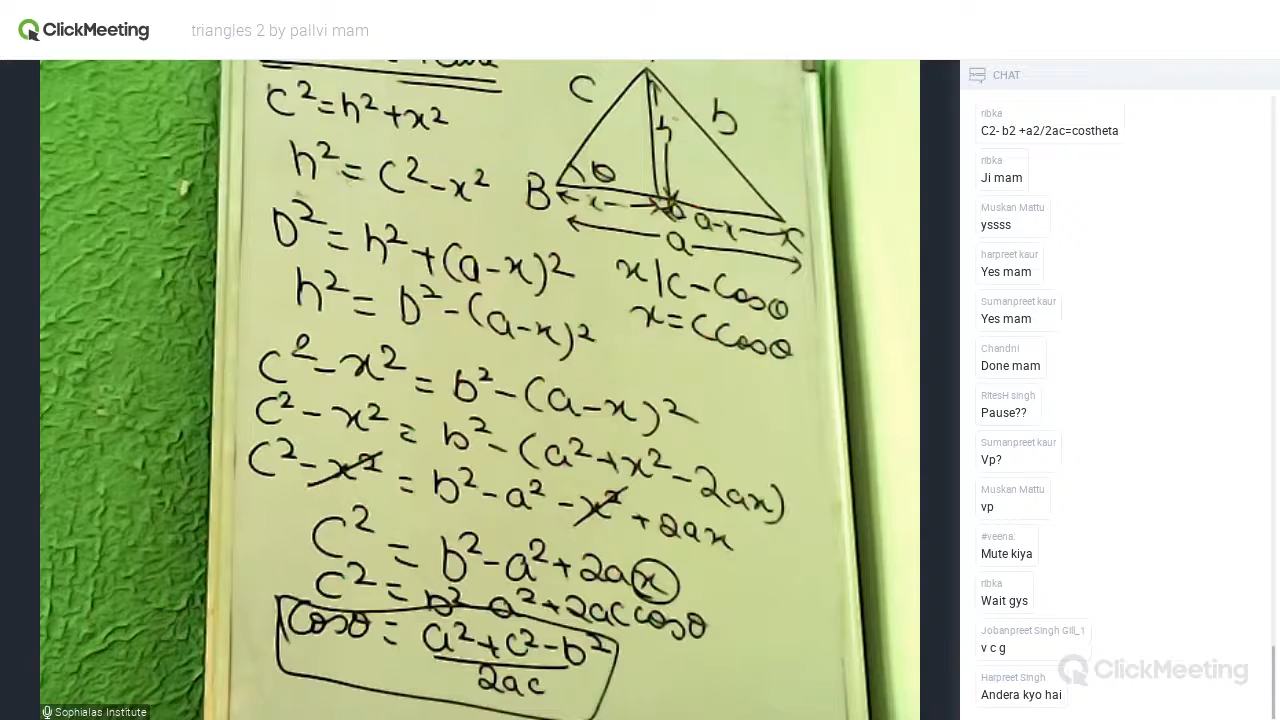 ClickMeeting
triangles 2 by pallvi mam
C²=h²+x²
h²=C²-x²
b²=h²+(a-x)²
h²=b²-(a-x)²
C²-x²=b²-(a-x)²
C²-x²=b²-(a²+x²-2ax)
C²-x²=b²-a²-x²+2ax
C²=b²-a²+2ax
C²=b²-a²+2ac cosθ
Cosθ=a²+c²-b²
2ac
C
b
h
B
θ
x
D
a-x
C
a
x/c-Cosθ
x=CCosθ
Sophialas Institute
CHAT
ribka
C2- b2 +a2/2ac=costheta
ribka
Ji mam
Muskan Mattu
yssss
harpreet kaur
Yes mam
Sumanpreet kaur
Yes mam
Chandni
Done mam
RitesH singh
Pause??
Sumanpreet kaur
Vp?
Muskan Mattu
vp
#veena:
Mute kiya
ribka
Wait gys
Jobanpreet Singh Gill_1
v c g
Harpreet Singh
Andera kyo hai
ClickMeeting